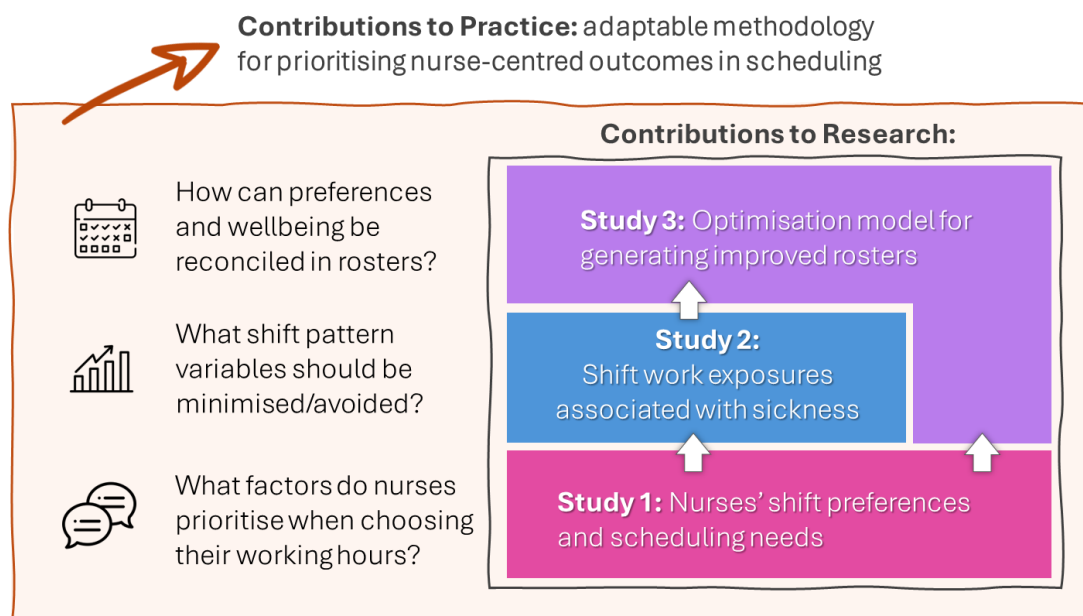 Contributions to Practice: adaptable methodology
for prioritising nurse-centred outcomes in scheduling
Contributions to Research:
How can preferences
and wellbeing be
reconciled in rosters?
Study 3: Optimisation model for
generating improved rosters
What shift pattern
variables should be
minimised/avoided?
Study 2:
Shift work exposures
associated with sickness
What factors do nurses
prioritise when choosing
their working hours?
Study 1: Nurses’ shift preferences
and scheduling needs